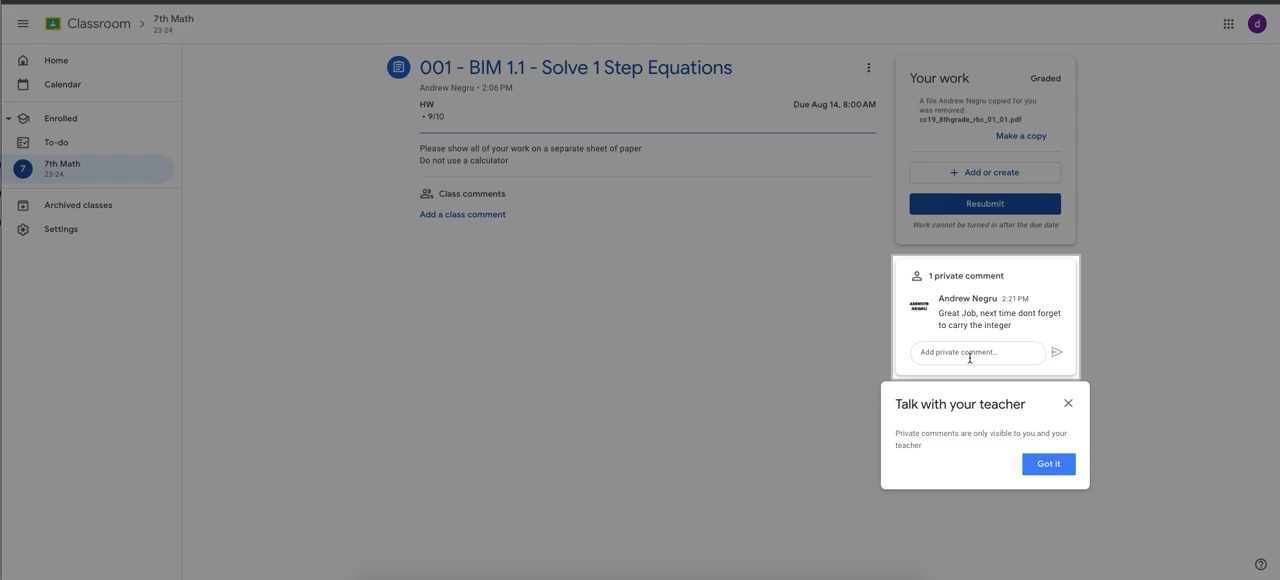 Classroom > 7th Math
23-24
d
Home
Calendar
Enrolled
To-do
7 7th Math
23-24
Archived classes
Settings
001 - BIM 1.1 - Solve 1 Step Equations
Andrew Negru • 2:06 PM
HW Due Aug 14, 8:00 AM
• 9/10
Please show all of your work on a separate sheet of paper
Do not use a calculator
Class comments
Add a class comment
Your work Graded
A file Andrew Negru copied for you
was removed:
cc19_8thgrade_rbc_01_01.pdf
Make a copy
+ Add or create
Resubmit
Work cannot be turned in after the due date
1 private comment
ANDREW
NEGRU
Andrew Negru 2:21 PM
Great Job, next time dont forget
to carry the integer
Add private comment...
Talk with your teacher
Private comments are only visible to you and your
teacher
Got it